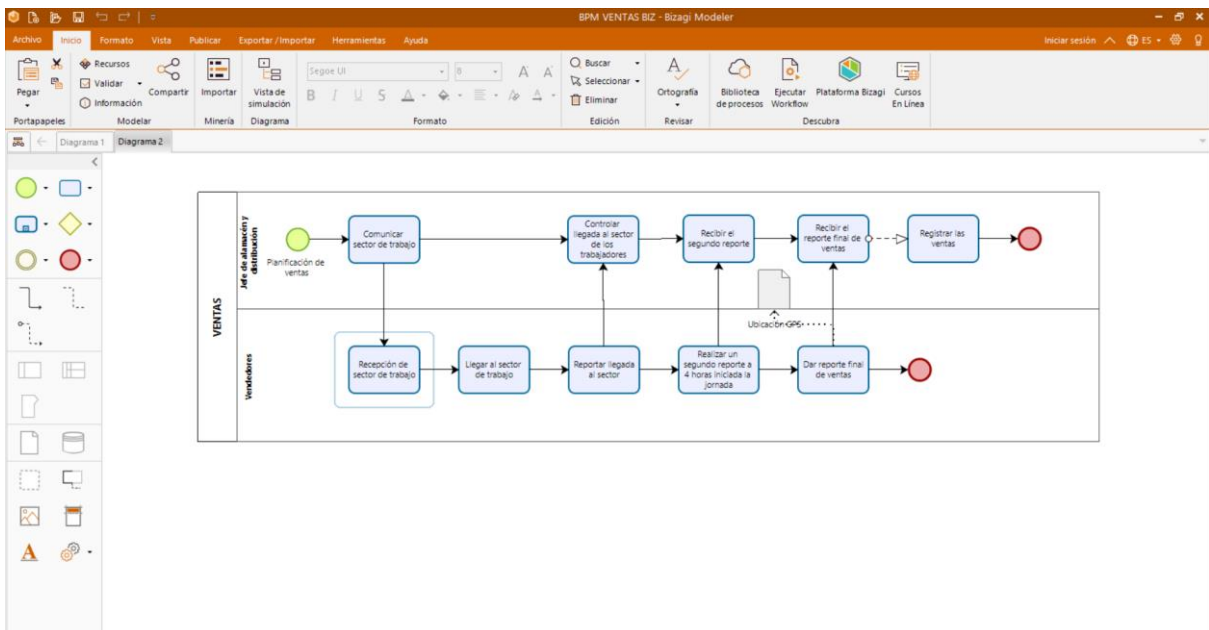 BPM VENTAS BIZ - Bizagi Modeler
Archivo Inicio Formato Vista Publicar Exportar / Importar Herramientas Ayuda
Iniciar sesión ES
Pegar
Recursos
Validar
Información
Compartir
Importar
Vista de
simulación
Segoe UI 8 A A
B I U S A A
Buscar
Seleccionar
Eliminar
Ortografía
Biblioteca
de procesos
Ejecutar
Workflow
Plataforma Bizagi
Cursos
En Línea
Portapapeles Modelar Minería Diagrama Formato Edición Revisar Descubra
Diagrama 1 Diagrama 2
VENTAS
Jefe de alamacén y
distribución
Planificación de
ventas
Comunicar
sector de trabajo
Controlar
llegada al sector
de los
trabajadores
Recibir el
segundo reporte
Recibir el
reporte final de
ventas
Registrar las
ventas
Ubicación GPS
Vendedores
Recepción de
sector de trabajo
Llegar al sector
de trabajo
Reportar llegada
al sector
Realizar un
segundo reporte a
4 horas iniciada la
jornada
Dar reporte final
de ventas
A